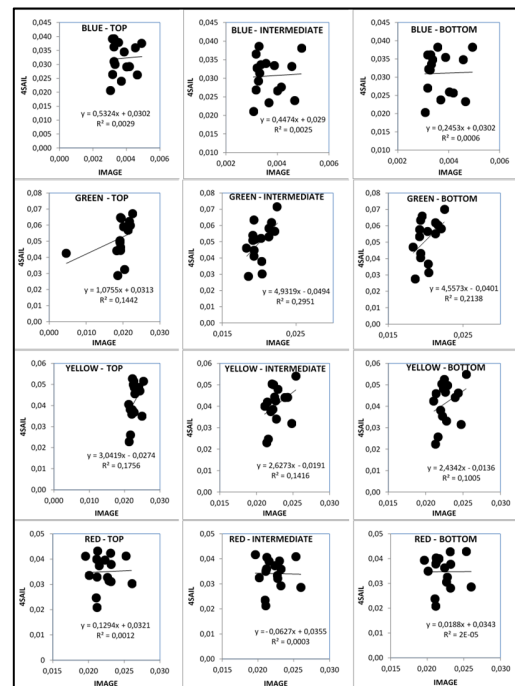 BLUE - TOP
0,045
0,040
0,035
0,030
0,025
0,020
0,015
0,010
4SAIL
y = 0,5324x + 0,0302
R² = 0,0029
0,000 0,002 0,004 0,006
IMAGE
BLUE - INTERMEDIATE
0,045
0,040
0,035
0,030
0,025
0,020
0,015
0,010
y = 0,4474x + 0,029
R² = 0,0025
0,000 0,002 0,004 0,006
IMAGE
BLUE - BOTTOM
0,045
0,040
0,035
0,030
0,025
0,020
0,015
0,010
y = 0,2453x + 0,0302
R² = 0,0006
0,000 0,002 0,004 0,006
IMAGE
GREEN - TOP
0,08
0,07
0,06
0,05
0,04
0,03
0,02
0,01
0,00
4SAIL
y = 1,0755x + 0,0313
R² = 0,1442
0,000 0,010 0,020 0,030
IMAGE
GREEN - INTERMEDIATE
0,08
0,07
0,06
0,05
0,04
0,03
0,02
0,01
0,00
y = 4,9319x - 0,0494
R² = 0,2951
0,015 0,025
IMAGE
GREEN - BOTTOM
0,08
0,07
0,06
0,05
0,04
0,03
0,02
0,01
0,00
y = 4,5573x - 0,0401
R² = 0,2138
0,015 0,025
IMAGE
YELLOW - TOP
0,06
0,05
0,04
0,03
0,02
0,01
0,00
4SAIL
y = 3,0419x - 0,0274
R² = 0,1756
0,000 0,010 0,020 0,030
IMAGE
YELLOW - INTERMEDIATE
0,06
0,05
0,04
0,03
0,02
0,01
0,00
y = 2,6273x - 0,0191
R² = 0,1416
0,015 0,020 0,025 0,030
IMAGE
YELLOW - BOTTOM
0,06
0,05
0,04
0,03
0,02
0,01
0,00
y = 2,4342x - 0,0136
R² = 0,1005
0,015 0,020 0,025 0,030
IMAGE
RED - TOP
0,05
0,04
0,03
0,02
0,01
0
4SAIL
y = 0,1294x + 0,0321
R² = 0,0012
0,015 0,020 0,025 0,030
IMAGE
RED - INTERMEDIATE
0,05
0,04
0,03
0,02
0,01
0,00
y = - 0,0627x + 0,0355
R² = 0,0003
0,015 0,020 0,025 0,030
IMAGE
RED - BOTTOM
0,05
0,04
0,03
0,02
0,01
0,00
y = 0,0188x + 0,0343
R² = 2E-05
0,015 0,020 0,025 0,030
IMAGE